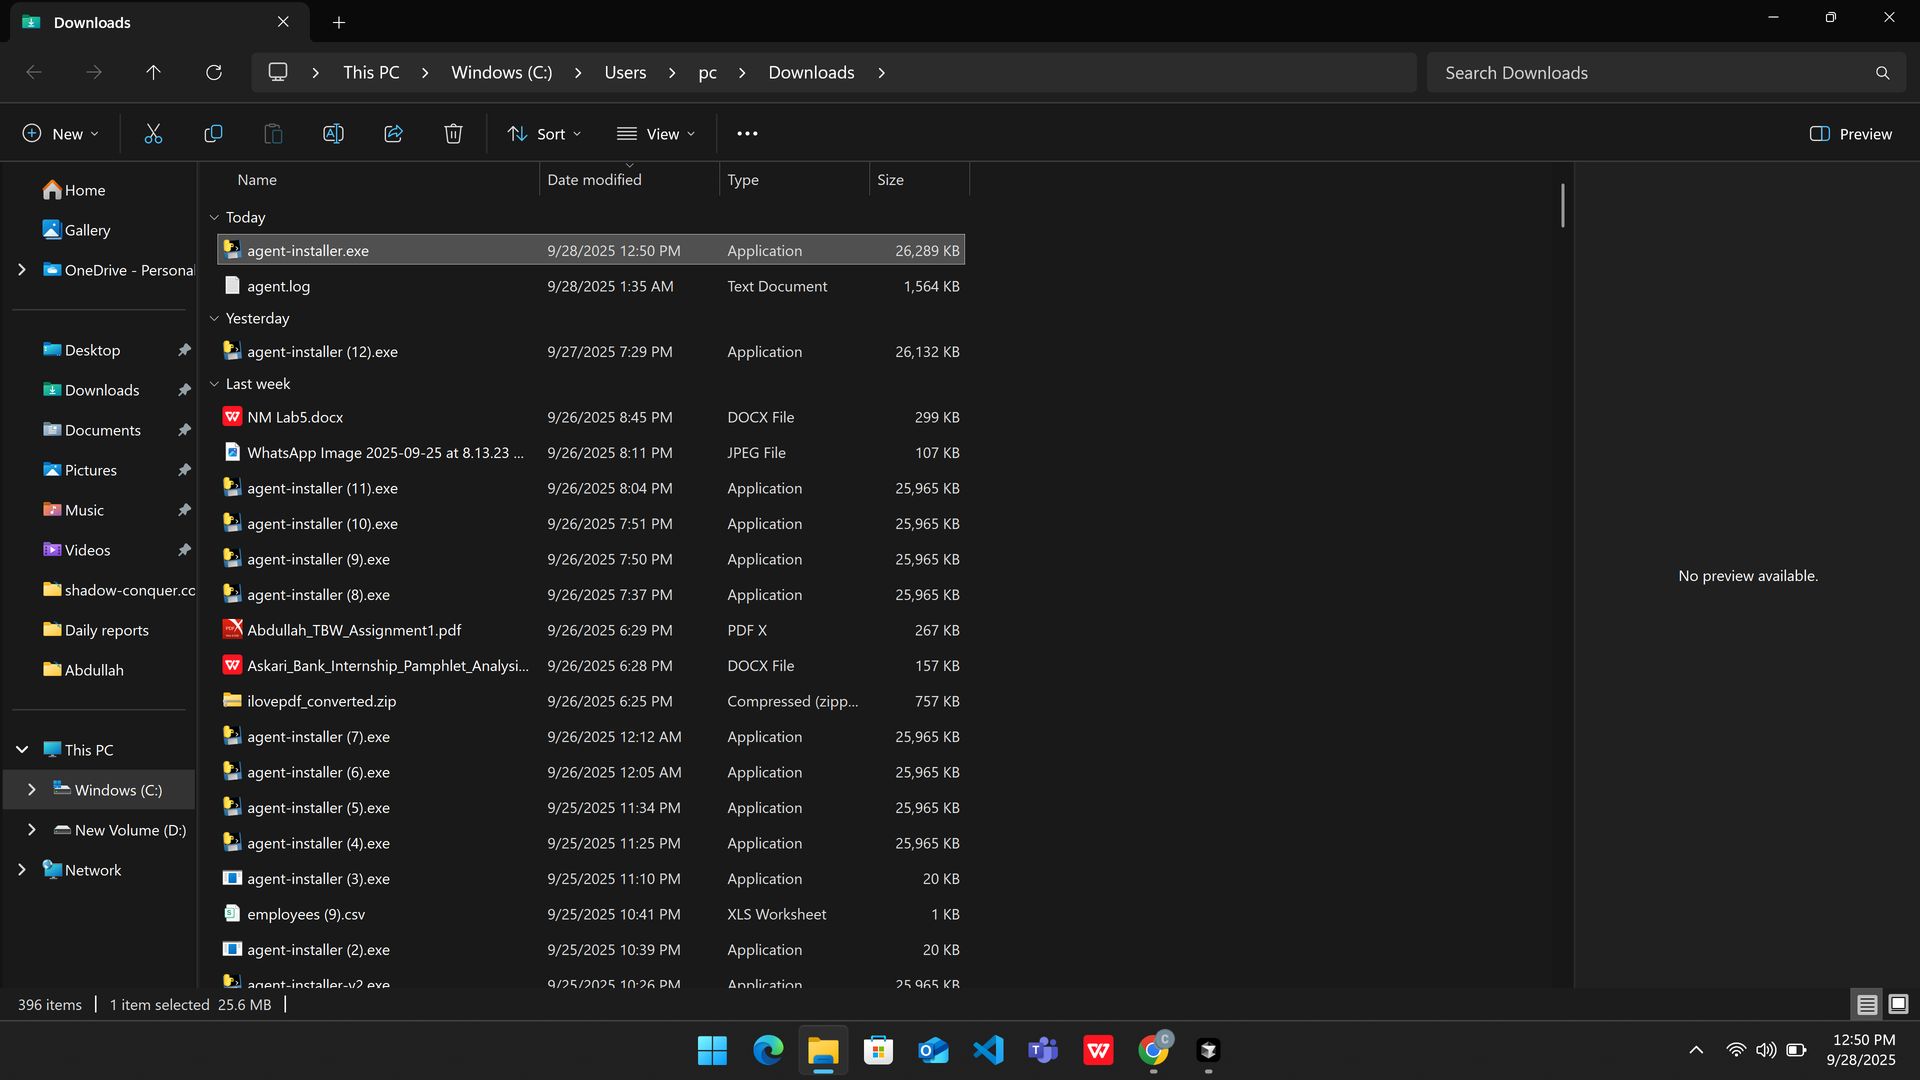 Downloads
This PC
Windows (C:)
Users
pc
Downloads
Search Downloads
New
Sort
View
Preview
Home
Gallery
OneDrive - Personal
Desktop
Downloads
Documents
Pictures
Music
Videos
shadow-conquer.co
Daily reports
Abdullah
This PC
Windows (C:)
New Volume (D:)
Network
Name Date modified Type Size
Today
agent-installer.exe 9/28/2025 12:50 PM Application 26,289 KB
agent.log 9/28/2025 1:35 AM Text Document 1,564 KB
Yesterday
agent-installer (12).exe 9/27/2025 7:29 PM Application 26,132 KB
Last week
NM Lab5.docx 9/26/2025 8:45 PM DOCX File 299 KB
WhatsApp Image 2025-09-25 at 8.13.23 ... 9/26/2025 8:11 PM JPEG File 107 KB
agent-installer (11).exe 9/26/2025 8:04 PM Application 25,965 KB
agent-installer (10).exe 9/26/2025 7:51 PM Application 25,965 KB
agent-installer (9).exe 9/26/2025 7:50 PM Application 25,965 KB
agent-installer (8).exe 9/26/2025 7:37 PM Application 25,965 KB
Abdullah_TBW_Assignment1.pdf 9/26/2025 6:29 PM PDF X 267 KB
Askari_Bank_Internship_Pamphlet_Analysi... 9/26/2025 6:28 PM DOCX File 157 KB
ilovepdf_converted.zip 9/26/2025 6:25 PM Compressed (zipp... 757 KB
agent-installer (7).exe 9/26/2025 12:12 AM Application 25,965 KB
agent-installer (6).exe 9/26/2025 12:05 AM Application 25,965 KB
agent-installer (5).exe 9/25/2025 11:34 PM Application 25,965 KB
agent-installer (4).exe 9/25/2025 11:25 PM Application 25,965 KB
agent-installer (3).exe 9/25/2025 11:10 PM Application 20 KB
employees (9).csv 9/25/2025 10:41 PM XLS Worksheet 1 KB
agent-installer (2).exe 9/25/2025 10:39 PM Application 20 KB
agent-installer-v2.exe 9/25/2025 10:26 PM Application 25,965 KB
No preview available.
396 items
1 item selected 25.6 MB
12:50 PM
9/28/2025